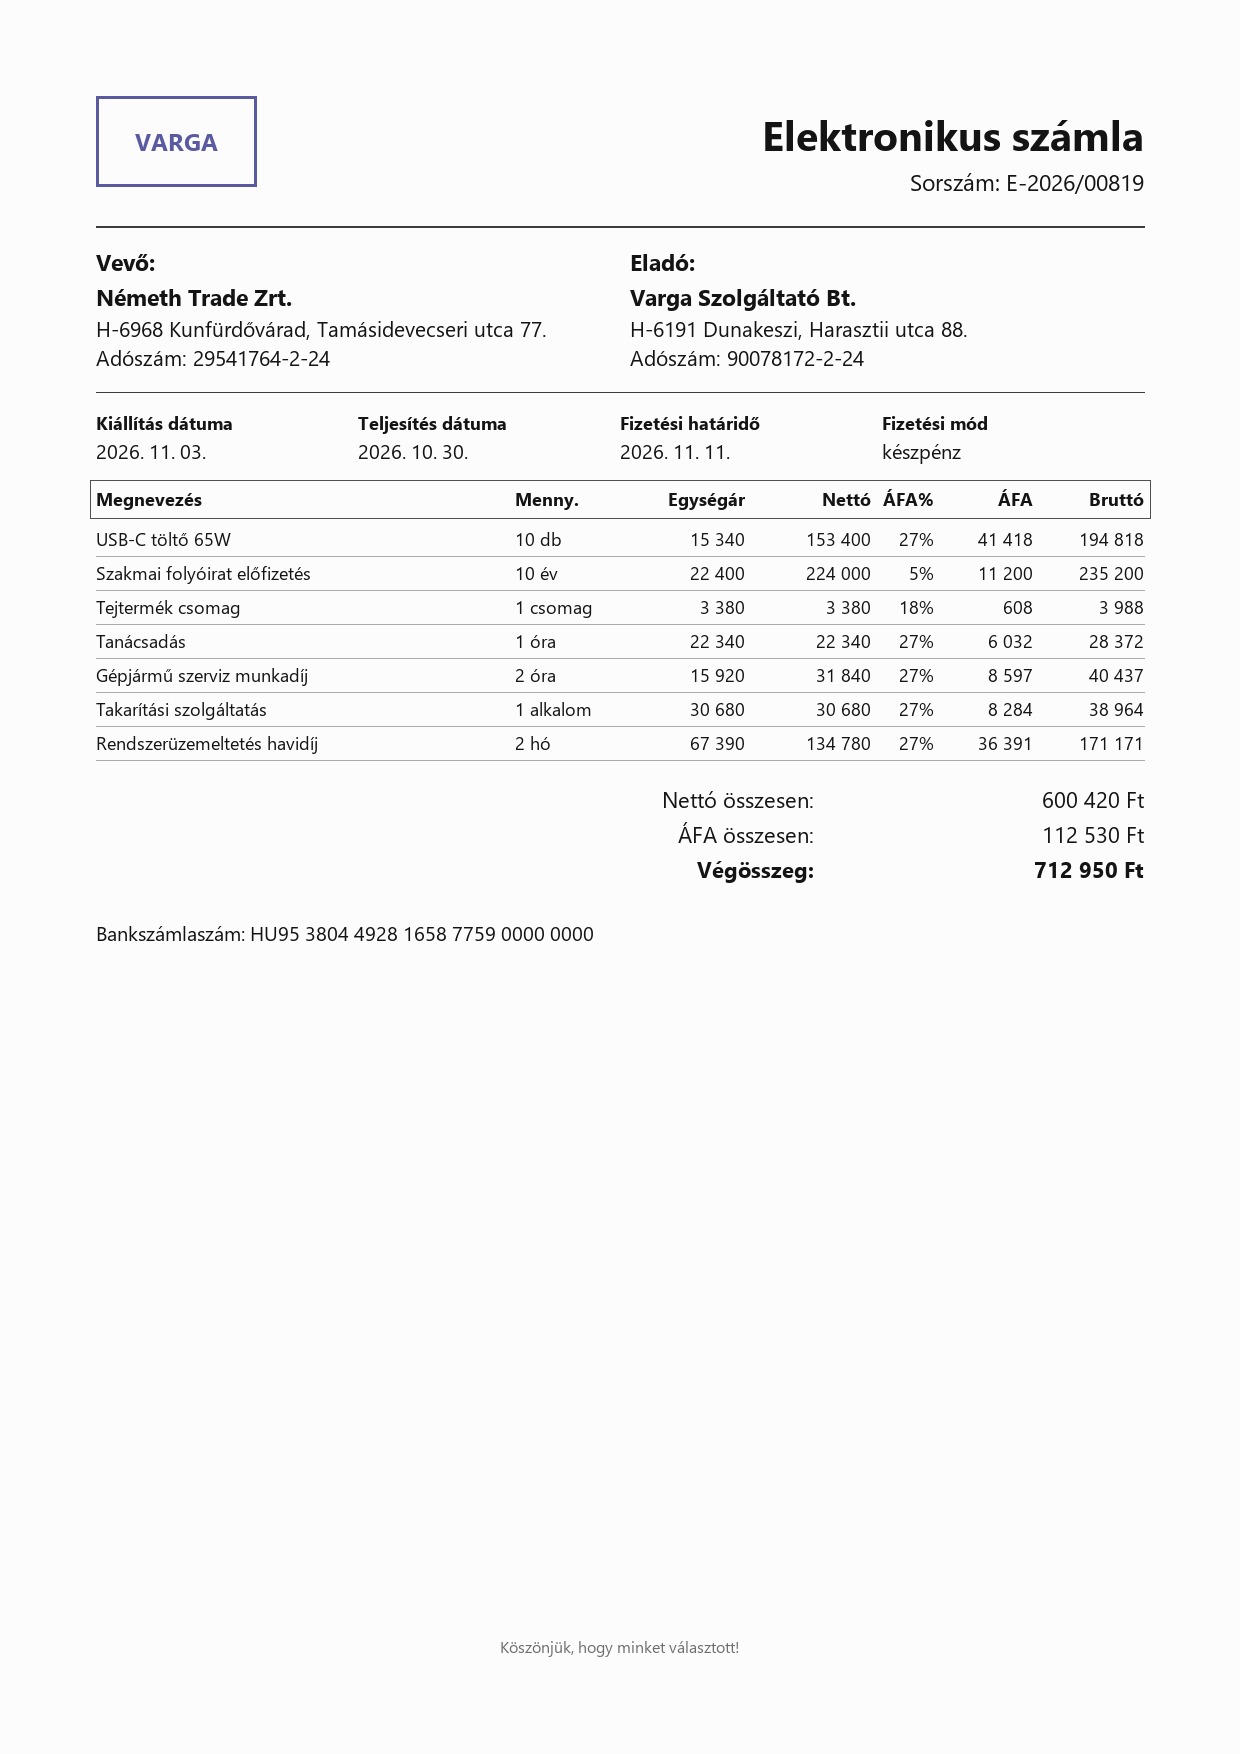 VARGA
Elektronikus számla
Sorszám: E-2026/00819
Vevő:
Németh Trade Zrt.
H-6968 Kunfürdővárad, Tamásidevecseri utca 77.
Adószám: 29541764-2-24
Eladó:
Varga Szolgáltató Bt.
H-6191 Dunakeszi, Harasztii utca 88.
Adószám: 90078172-2-24
Kiállítás dátuma Teljesítés dátuma Fizetési határidő Fizetési mód
2026. 11. 03. 2026. 10. 30. 2026. 11. 11. készpénz
Megnevezés Menny. Egységár Nettó ÁFA% ÁFA Bruttó
USB-C töltő 65W 10 db 15 340 153 400 27% 41 418 194 818
Szakmai folyóirat előfizetés 10 év 22 400 224 000 5% 11 200 235 200
Tejtermék csomag 1 csomag 3 380 3 380 18% 608 3 988
Tanácsadás 1 óra 22 340 22 340 27% 6 032 28 372
Gépjármű szerviz munkadíj 2 óra 15 920 31 840 27% 8 597 40 437
Takarítási szolgáltatás 1 alkalom 30 680 30 680 27% 8 284 38 964
Rendszerüzemeltetés havidíj 2 hó 67 390 134 780 27% 36 391 171 171
Nettó összesen: 600 420 Ft
ÁFA összesen: 112 530 Ft
Végösszeg: 712 950 Ft
Bankszámlaszám: HU95 3804 4928 1658 7759 0000 0000
Köszönjük, hogy minket választott!